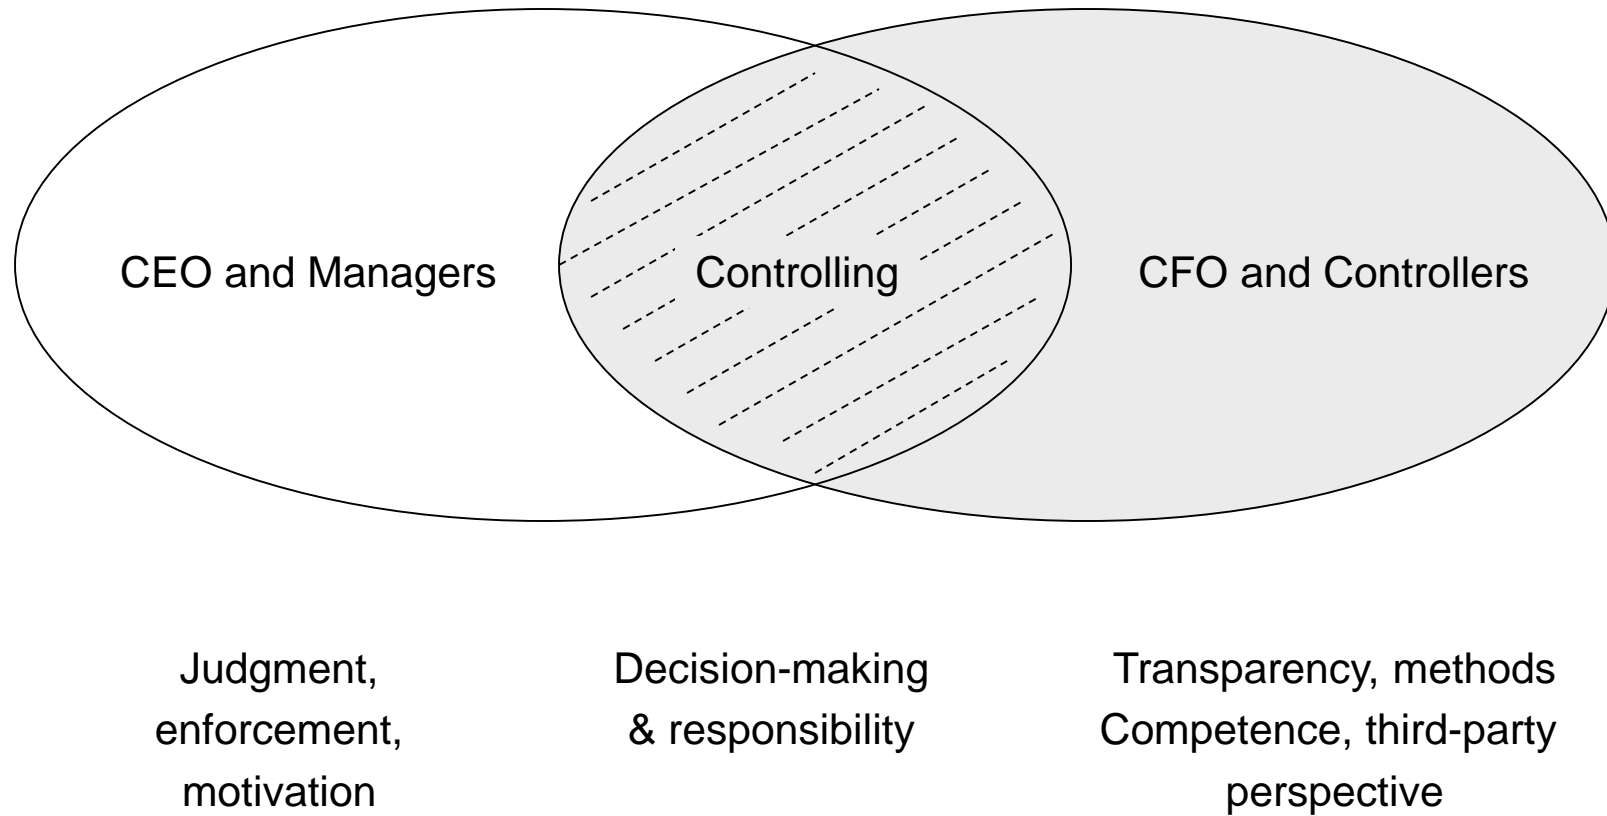 CEO and Managers
Controlling
CFO and Controllers
Judgment,
enforcement,
motivation
Decision-making
& responsibility
Transparency, methods
Competence, third-party
perspective